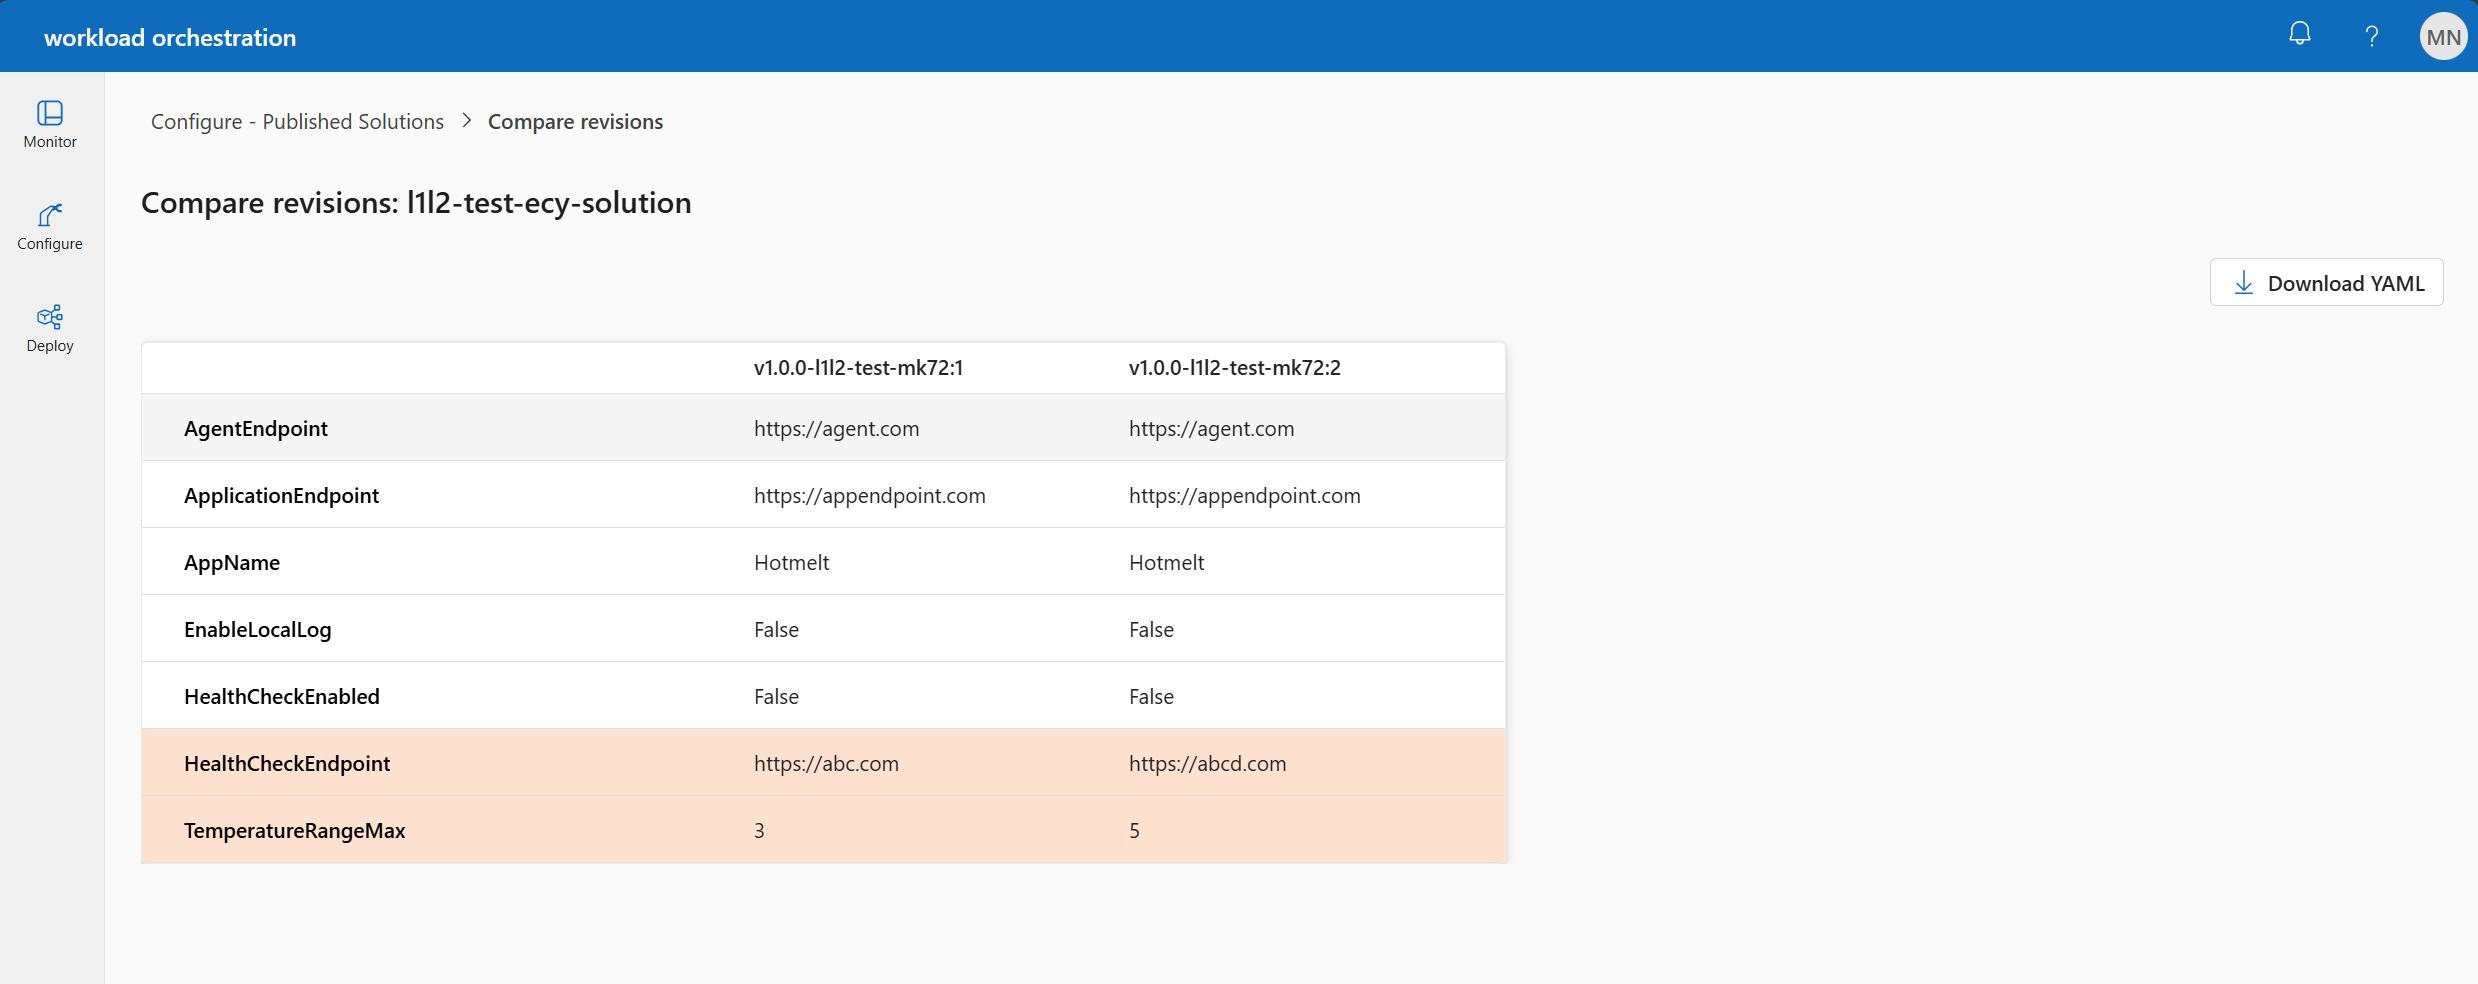 workload orchestration
MN
Monitor
Configure
Deploy
Configure - Published Solutions > Compare revisions
Compare revisions: l1l2-test-ecy-solution
Download YAML
v1.0.0-l1l2-test-mk72:1 v1.0.0-l1l2-test-mk72:2
AgentEndpoint https://agent.com https://agent.com
ApplicationEndpoint https://appendpoint.com https://appendpoint.com
AppName Hotmelt Hotmelt
EnableLocalLog False False
HealthCheckEnabled False False
HealthCheckEndpoint https://abc.com https://abcd.com
TemperatureRangeMax 3 5